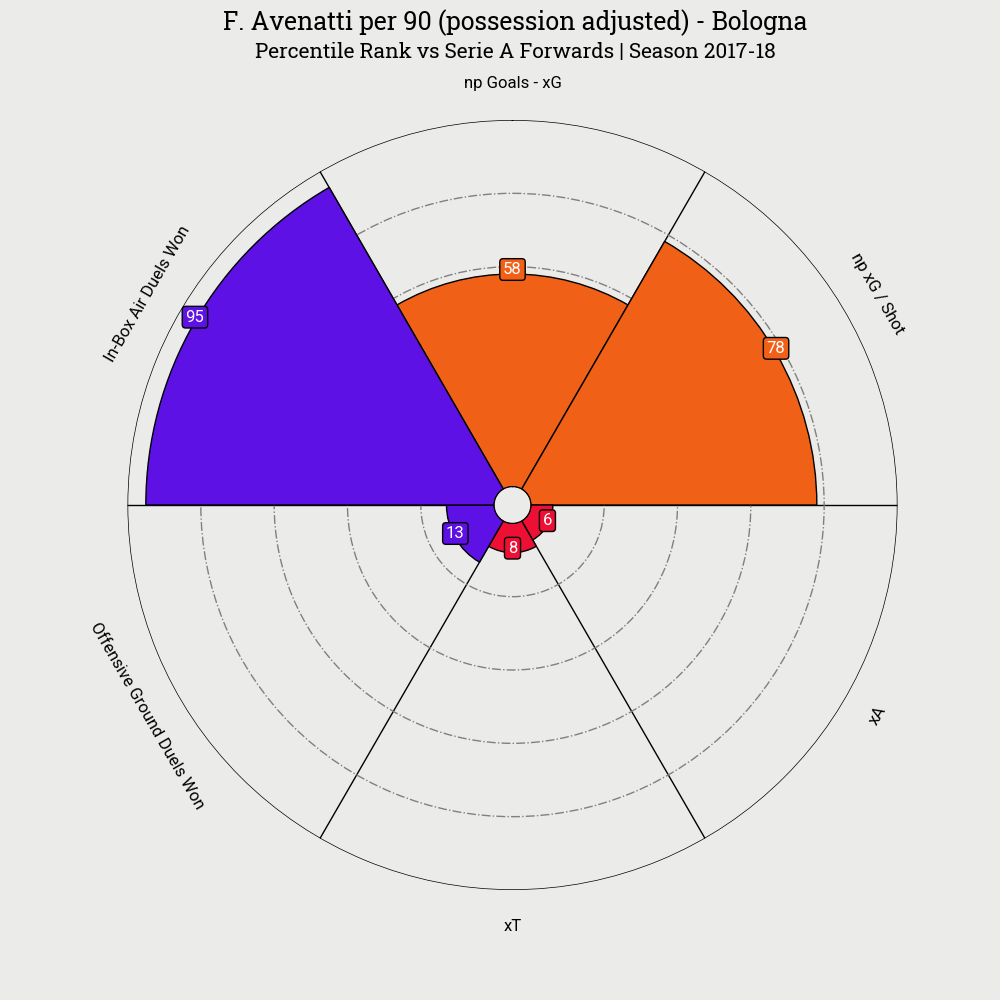 F. Avenatti per 90 (possession adjusted) - Bologna
Percentile Rank vs Serie A Forwards | Season 2017-18
np Goals - xG
In-Box Air Duels Won
np xG / Shot
95
58
78
13
8
6
Offensive Ground Duels Won
xA
xT